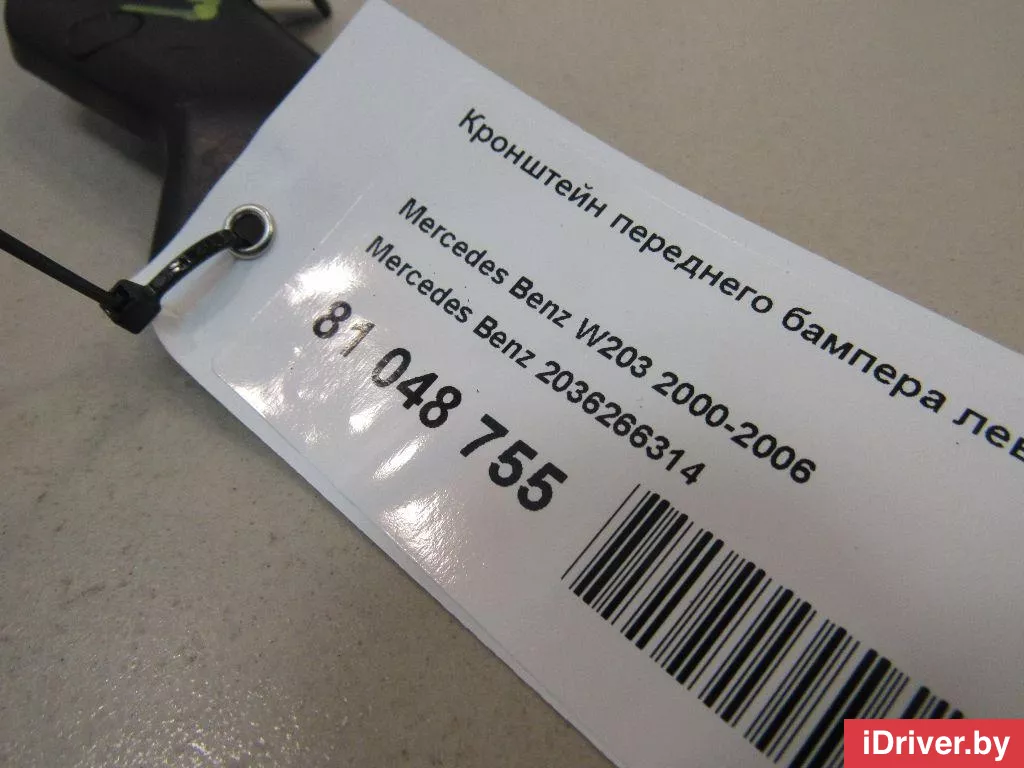 Кронштейн переднего бампера лев
Mercedes Benz W203 2000-2006
Mercedes Benz 2036266314
81 048 755
iDriver.by